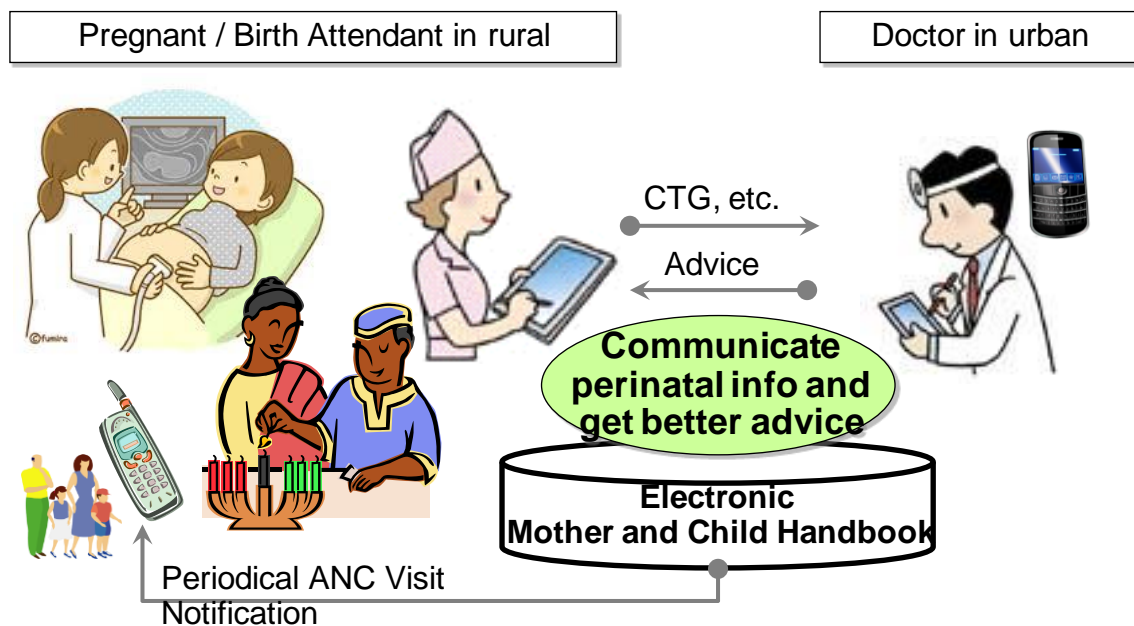 Pregnant / Birth Attendant in rural
Doctor in urban
CTG, etc.
Advice
©fumira
Communicate
perinatal info and
get better advice
Electronic
Mother and Child Handbook
Periodical ANC Visit
Notification